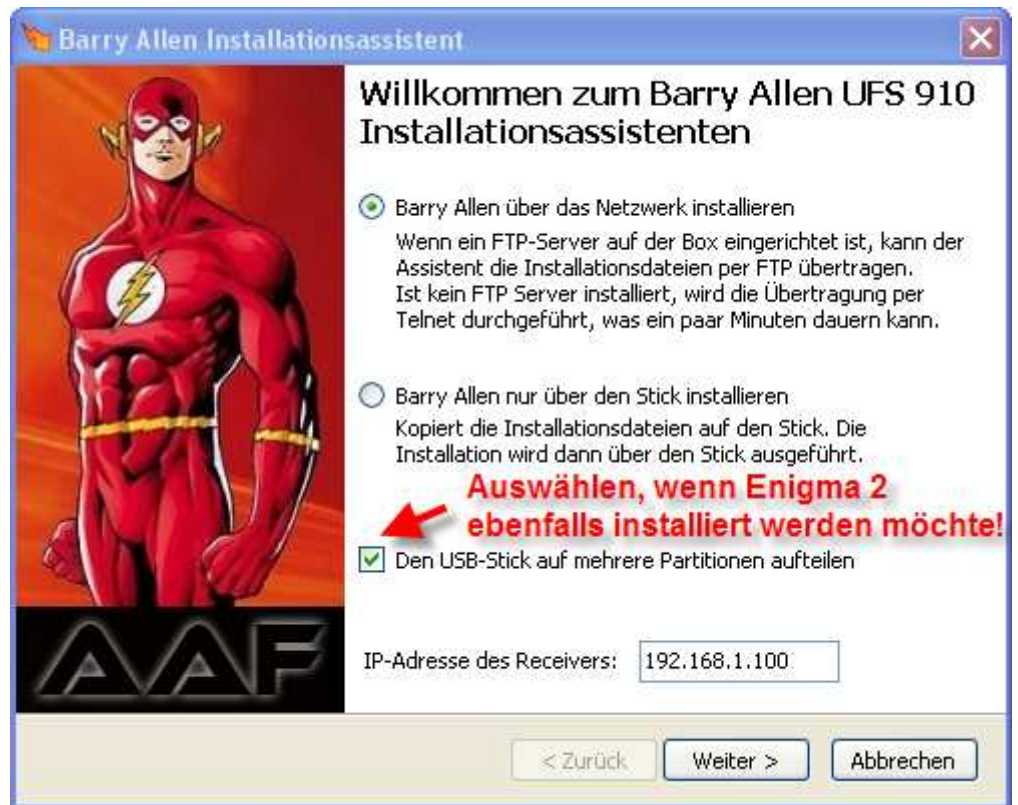 Barry Allen Installationsassistent
Willkommen zum Barry Allen UFS 910
Installationsassistenten
Barry Allen über das Netzwerk installieren
Wenn ein FTP-Server auf der Box eingerichtet ist, kann der
Assistent die Installationsdateien per FTP übertragen.
Ist kein FTP Server installiert, wird die Übertragung per
Telnet durchgeführt, was ein paar Minuten dauern kann.
Barry Allen nur über den Stick installieren
Kopiert die Installationsdateien auf den Stick. Die
Installation wird dann über den Stick ausgeführt.
Auswählen, wenn Enigma 2
ebenfalls installiert werden möchte!
Den USB-Stick auf mehrere Partitionen aufteilen
AAF
IP-Adresse des Receivers: 192.168.1.100
< Zurück Weiter > Abbrechen